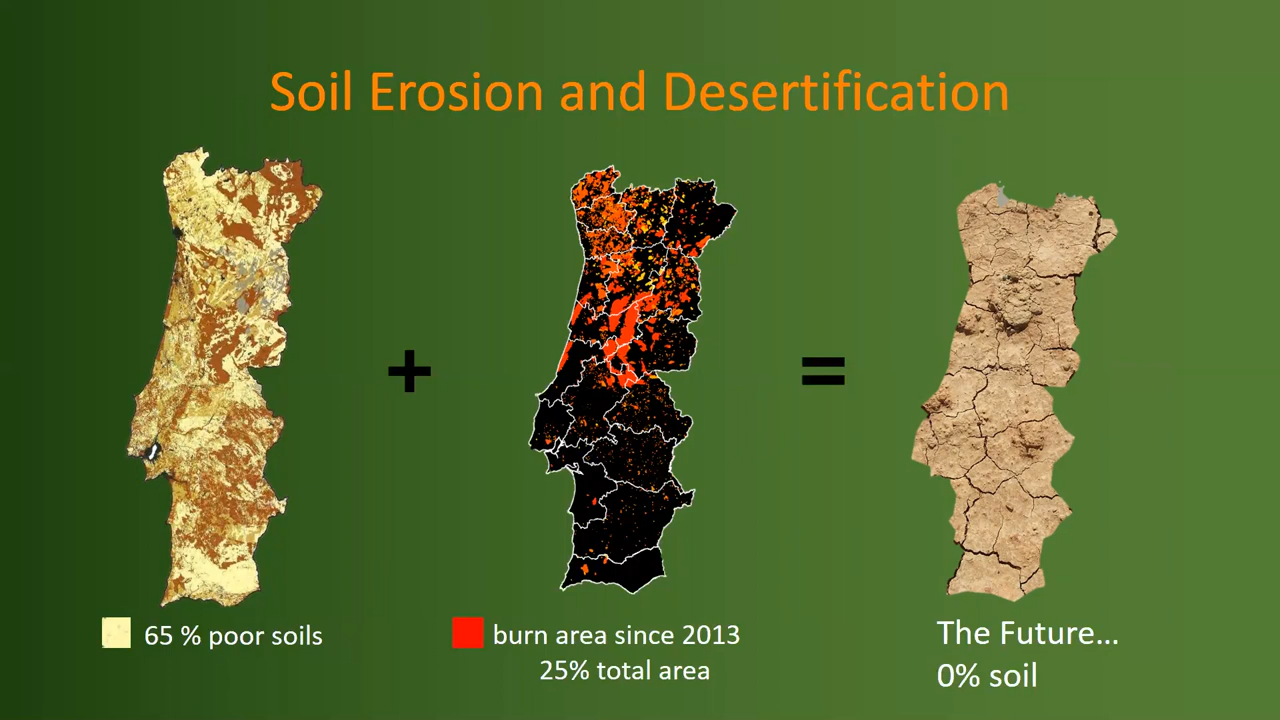 Soil Erosion and Desertification
+
=
65 % poor soils
burn area since 2013
25% total area
The Future...
0% soil